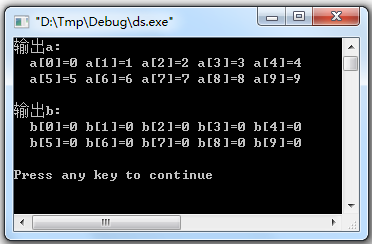 "D:\Tmp\Debug\ds.exe"
输出a:
  a[0]=0 a[1]=1 a[2]=2 a[3]=3 a[4]=4
  a[5]=5 a[6]=6 a[7]=7 a[8]=8 a[9]=9
输出b:
  b[0]=0 b[1]=0 b[2]=0 b[3]=0 b[4]=0
  b[5]=0 b[6]=0 b[7]=0 b[8]=0 b[9]=0
Press any key to continue